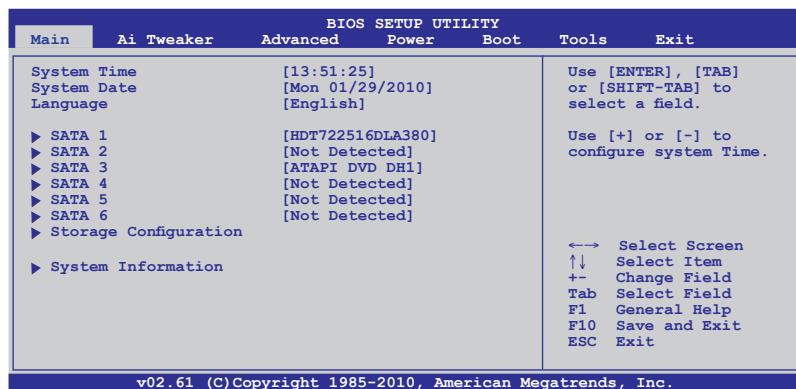 BIOS SETUP UTILITY
Main Ai Tweaker Advanced Power Boot Tools Exit
System Time [13:51:25]
System Date [Mon 01/29/2010]
Language [English]
▶ SATA 1 [HDT722516DLA380]
▶ SATA 2 [Not Detected]
▶ SATA 3 [ATAPI DVD DH1]
▶ SATA 4 [Not Detected]
▶ SATA 5 [Not Detected]
▶ SATA 6 [Not Detected]
▶ Storage Configuration
▶ System Information
Use [ENTER], [TAB]
or [SHIFT-TAB] to
select a field.
Use [+] or [-] to
configure system Time.
←→ Select Screen
↑↓ Select Item
+- Change Field
Tab Select Field
F1 General Help
F10 Save and Exit
ESC Exit
v02.61 (C)Copyright 1985-2010, American Megatrends, Inc.